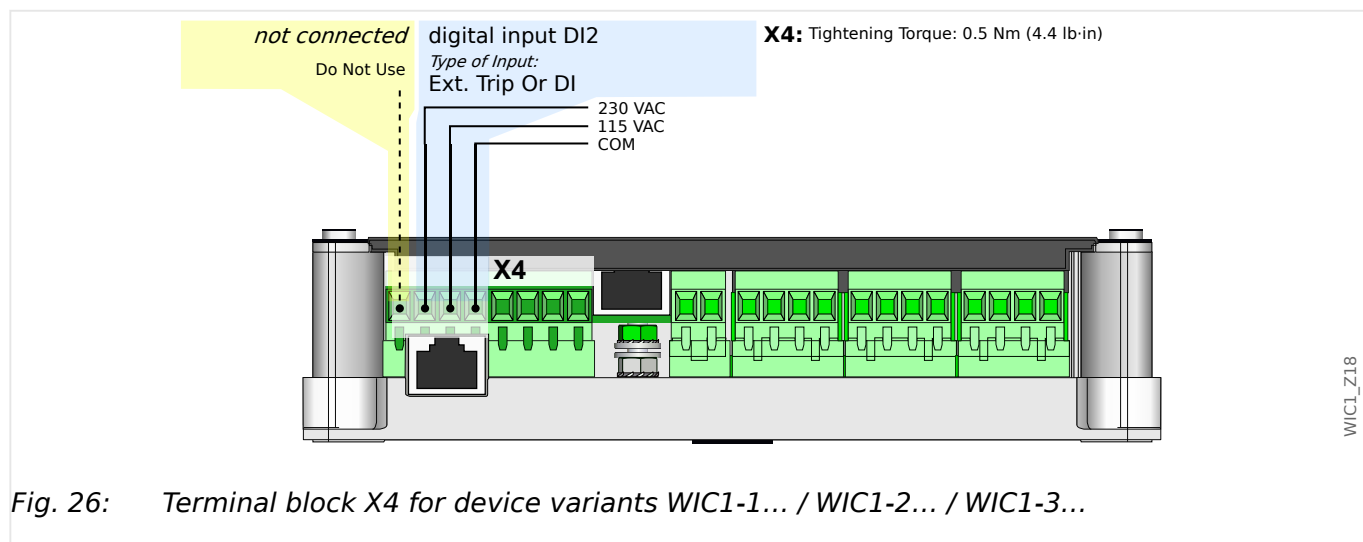 not connected
Do Not Use
digital input DI2
Type of Input:
Ext. Trip Or DI
230 VAC
115 VAC
COM
X4: Tightening Torque: 0.5 Nm (4.4 lb·in)
X4
WIC1_Z18
Fig. 26: Terminal block X4 for device variants WIC1-1... / WIC1-2... / WIC1-3...